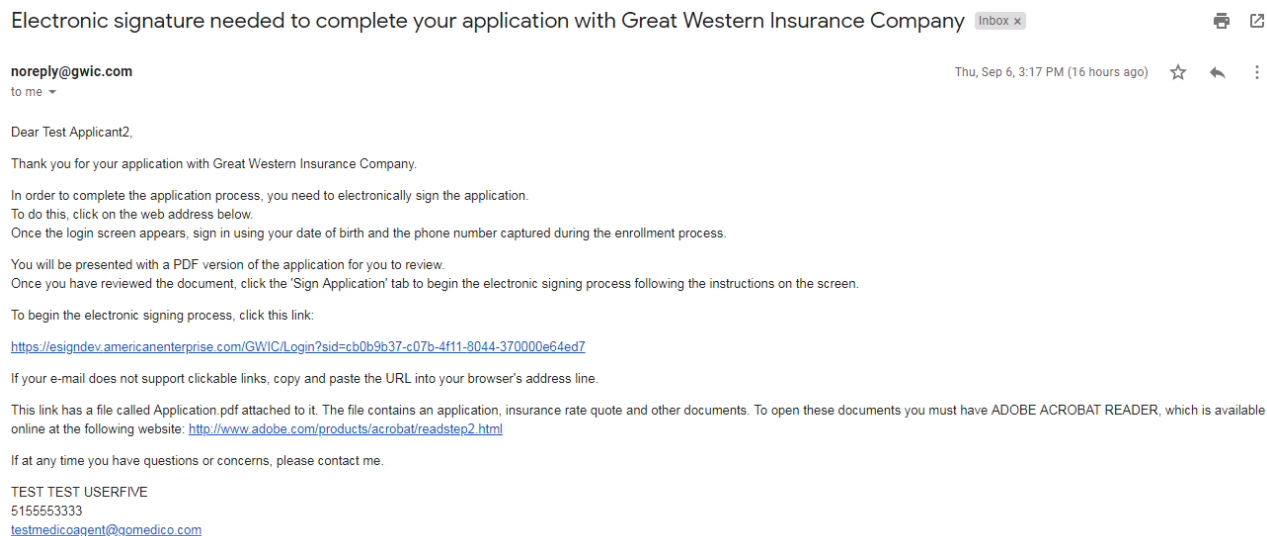 Electronic signature needed to complete your application with Great Western Insurance Company Inbox x
noreply@gwic.com Thu, Sep 6, 3:17 PM (16 hours ago)
to me
Dear Test Applicant2,
Thank you for your application with Great Western Insurance Company.
In order to complete the application process, you need to electronically sign the application.
To do this, click on the web address below.
Once the login screen appears, sign in using your date of birth and the phone number captured during the enrollment process.
You will be presented with a PDF version of the application for you to review.
Once you have reviewed the document, click the 'Sign Application' tab to begin the electronic signing process following the instructions on the screen.
To begin the electronic signing process, click this link:
https://esigndev.americanenterprise.com/GWIC/Login?sid=cb0b9b37-c07b-4f11-8044-370000e64ed7
If your e-mail does not support clickable links, copy and paste the URL into your browser's address line.
This link has a file called Application.pdf attached to it. The file contains an application, insurance rate quote and other documents. To open these documents you must have ADOBE ACROBAT READER, which is available
online at the following website: http://www.adobe.com/products/acrobat/readstep2.html
If at any time you have questions or concerns, please contact me.
TEST TEST USERFIVE
5155553333
testmedicoagent@gomedico.com